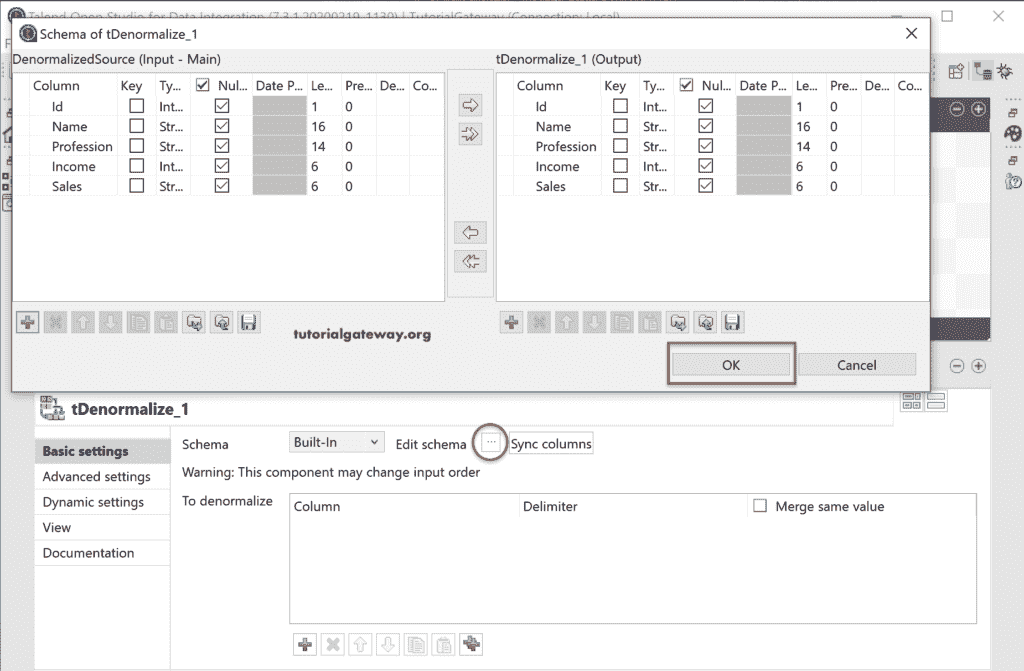 Talend Open Studio for Data Integration (7.3.1.20200219_1130) | TutorialGateway (Connection: Local)
Schema of tDenormalize_1
DenormalizedSource (Input - Main)
tDenormalize_1 (Output)
Column Key Ty... Nul... Date P... Le... Pre... De... Co...
Column Key Ty... Nul... Date P... Le... Pre... De... Co...
Id Int... 1 0
Id Int... 1 0
Name Str... 16 0
Name Str... 16 0
Profession Str... 14 0
Profession Str... 14 0
Income Int... 6 0
Income Int... 6 0
Sales Str... 6 0
Sales Str... 6 0
tutorialgateway.org
OK
Cancel
tDenormalize_1
Basic settings
Advanced settings
Dynamic settings
View
Documentation
Schema Built-In Edit schema ... Sync columns
Warning: This component may change input order
To denormalize
Column Delimiter Merge same value